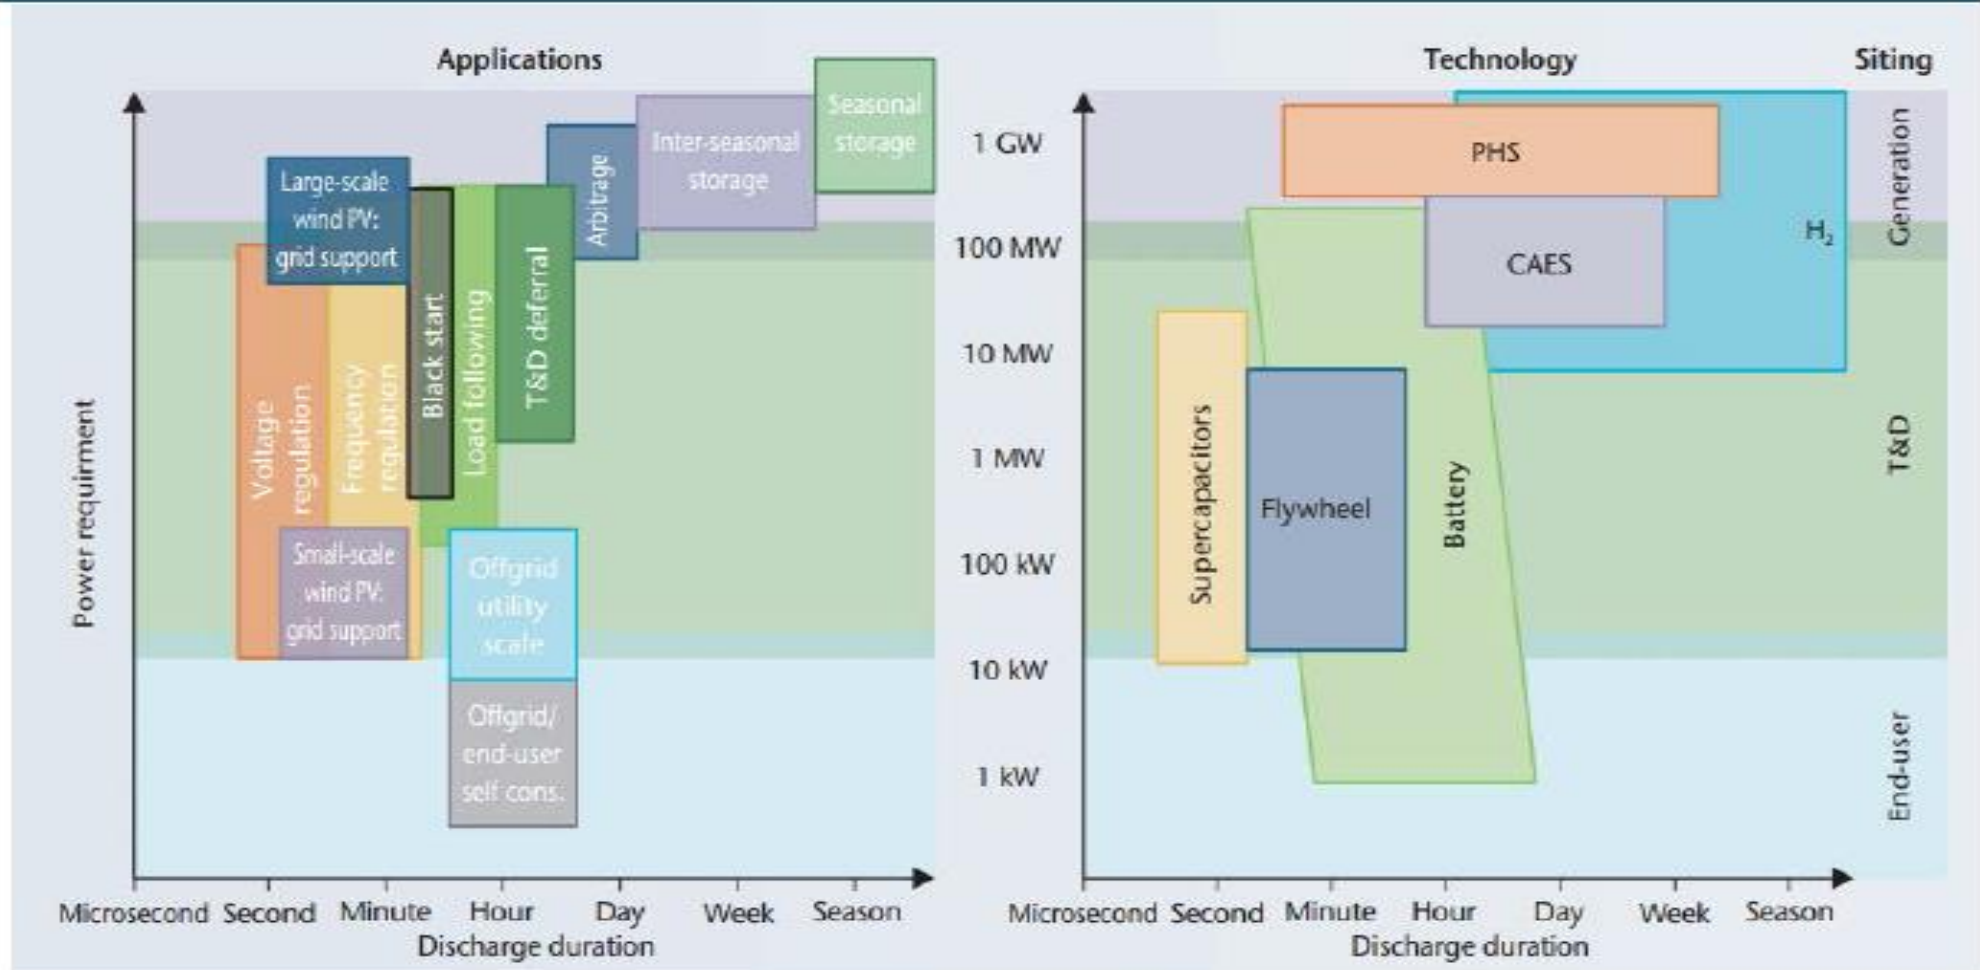 Applications
Technology
Siting
Power requirment
Large-scale
wind PV:
grid support
Voltage
regulation
Frequency
regulation
Small-scale
wind PV:
grid support
Black start
Load following
T&D deferral
Arbitrage
Inter-seasonal
storage
Seasonal
storage
Offgrid
utility
scale
Offgrid/
end-user
self cons.
Microsecond Second Minute Hour Day Week Season
Discharge duration
1 GW
100 MW
10 MW
1 MW
100 kW
10 kW
1 kW
Supercapacitors
Flywheel
Battery
PHS
CAES
H₂
Microsecond Second Minute Hour Day Week Season
Discharge duration
Generation
T&D
End-user